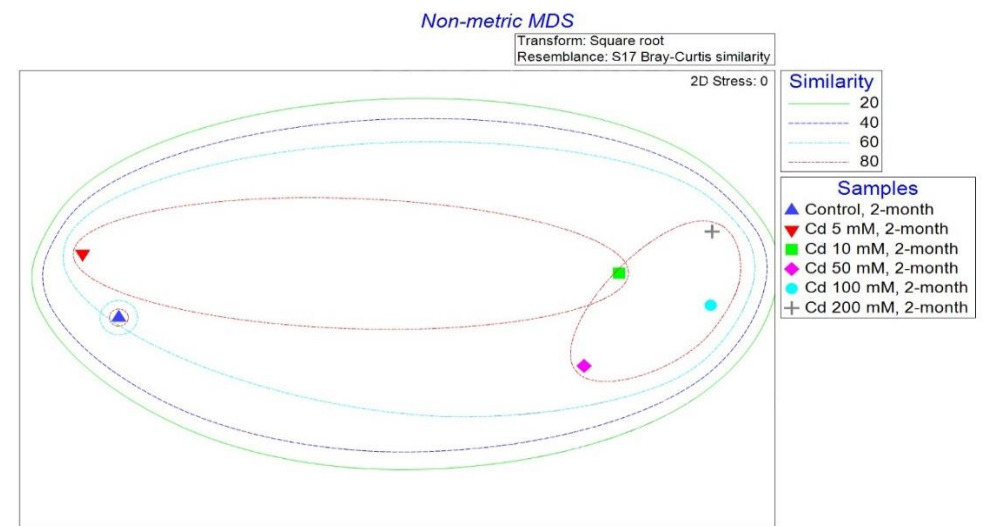 Non-metric MDS
Transform: Square root
Resemblance: S17 Bray-Curtis similarity
2D Stress: 0
Similarity
20
40
60
80
Samples
Control, 2-month
Cd 5 mM, 2-month
Cd 10 mM, 2-month
Cd 50 mM, 2-month
Cd 100 mM, 2-month
Cd 200 mM, 2-month